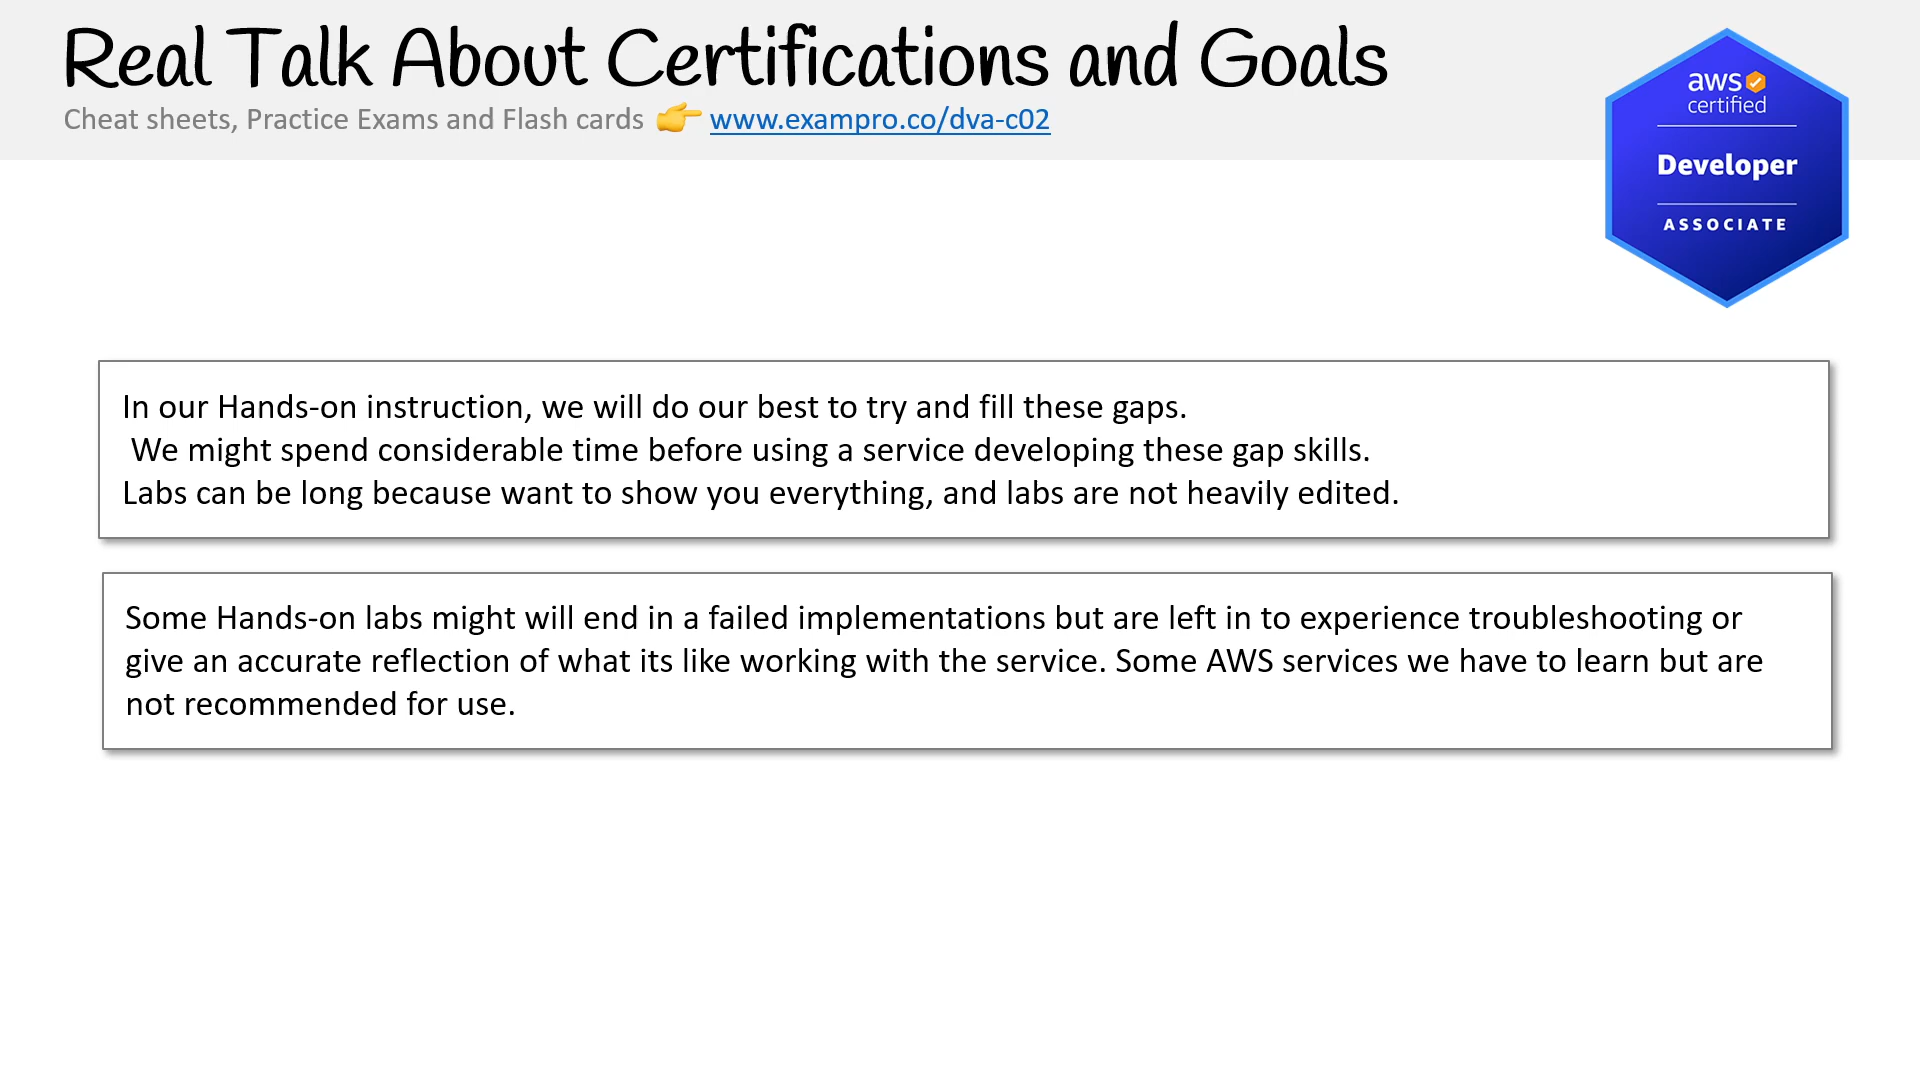 Real Talk About Certifications and Goals
Cheat sheets, Practice Exams and Flash cards 👉 www.exampro.co/dva-c02
aws
certified
Developer
ASSOCIATE
In our Hands-on instruction, we will do our best to try and fill these gaps.
We might spend considerable time before using a service developing these gap skills.
Labs can be long because want to show you everything, and labs are not heavily edited.
Some Hands-on labs might will end in a failed implementations but are left in to experience troubleshooting or
give an accurate reflection of what its like working with the service. Some AWS services we have to learn but are
not recommended for use.